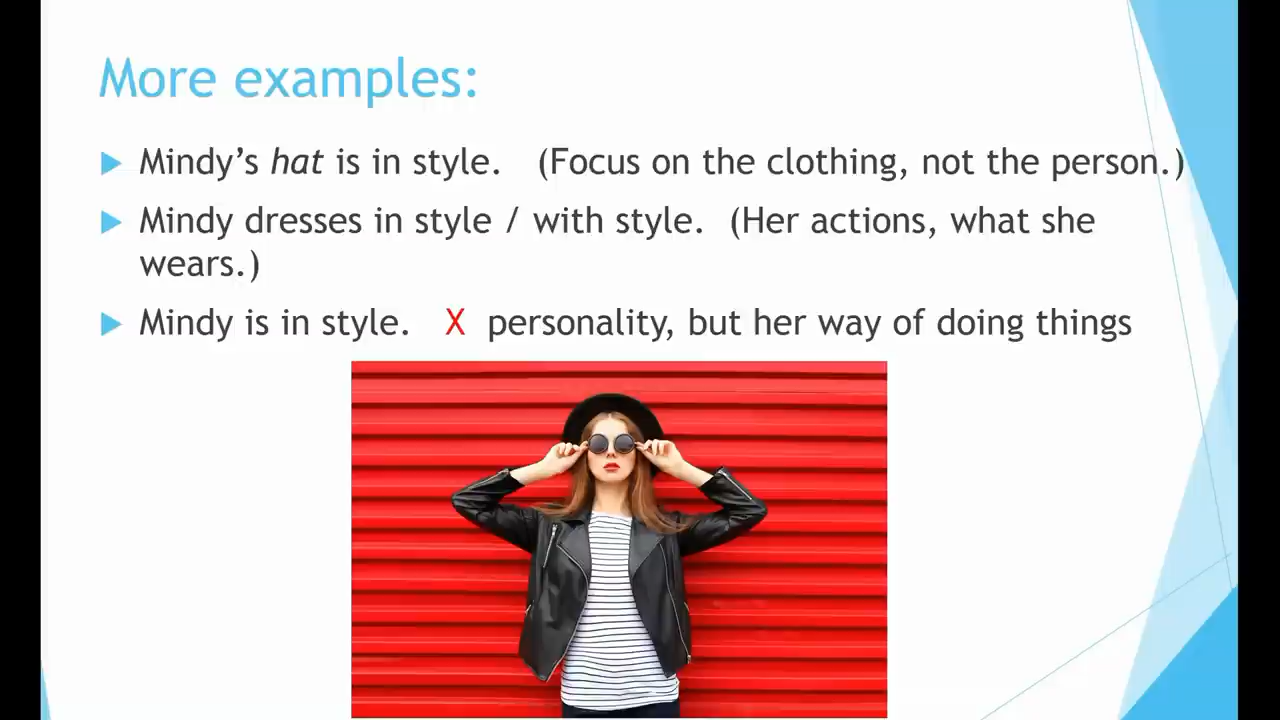 More examples:
Mindy’s hat is in style. (Focus on the clothing, not the person.)
Mindy dresses in style / with style. (Her actions, what she
wears.)
Mindy is in style. X personality, but her way of doing things